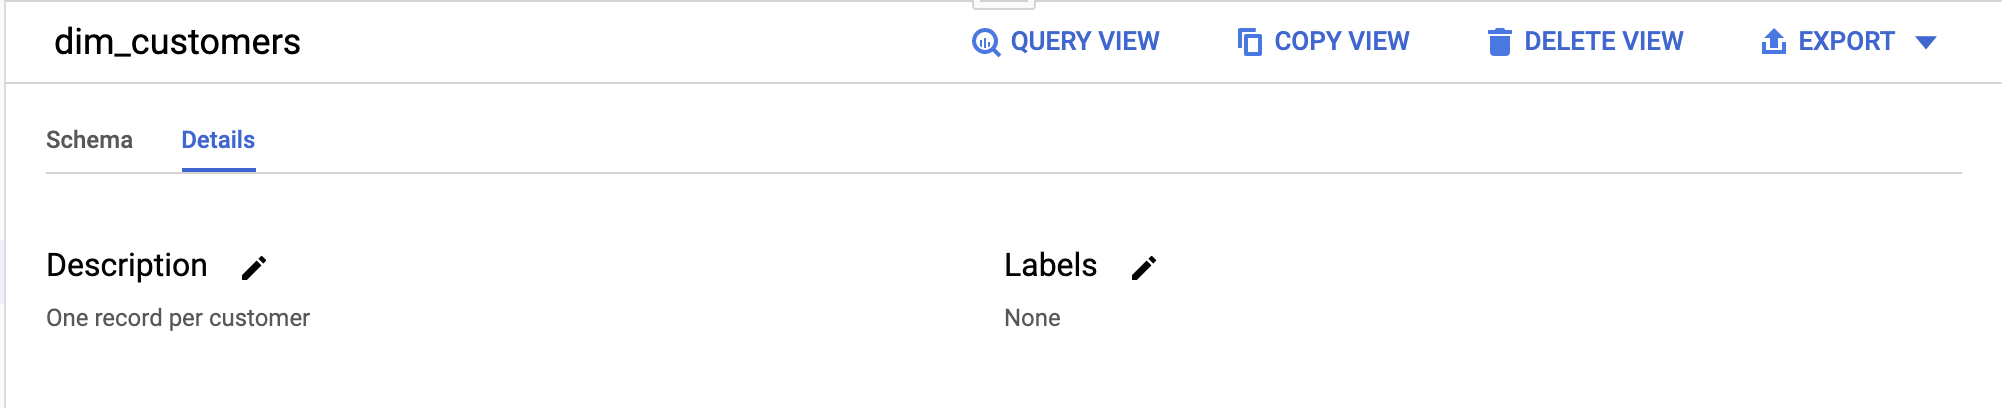 dim_customers
QUERY VIEW
COPY VIEW
DELETE VIEW
EXPORT
Schema
Details
Description
Labels
One record per customer
None